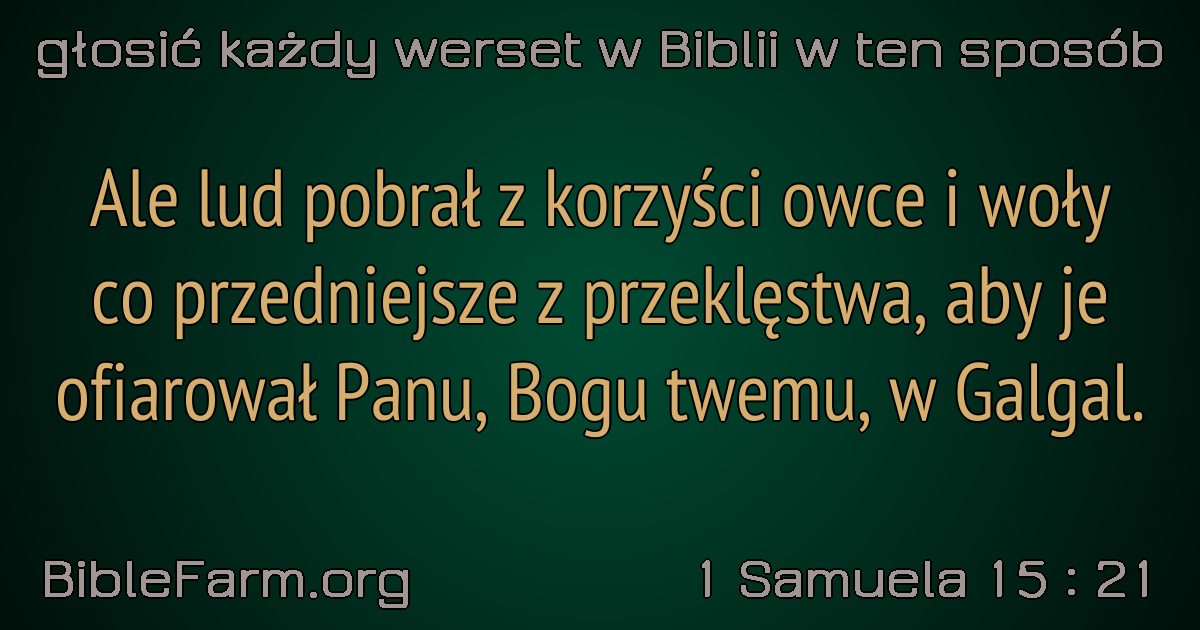 głosić każdy werset w Biblii w ten sposób
Ale lud pobrał z korzyści owce i woły
co przedniejsze z przeklęstwa, aby je
ofiarował Panu, Bogu twemu, w Galgal.
BibleFarm.org
1 Samuela 15 : 21